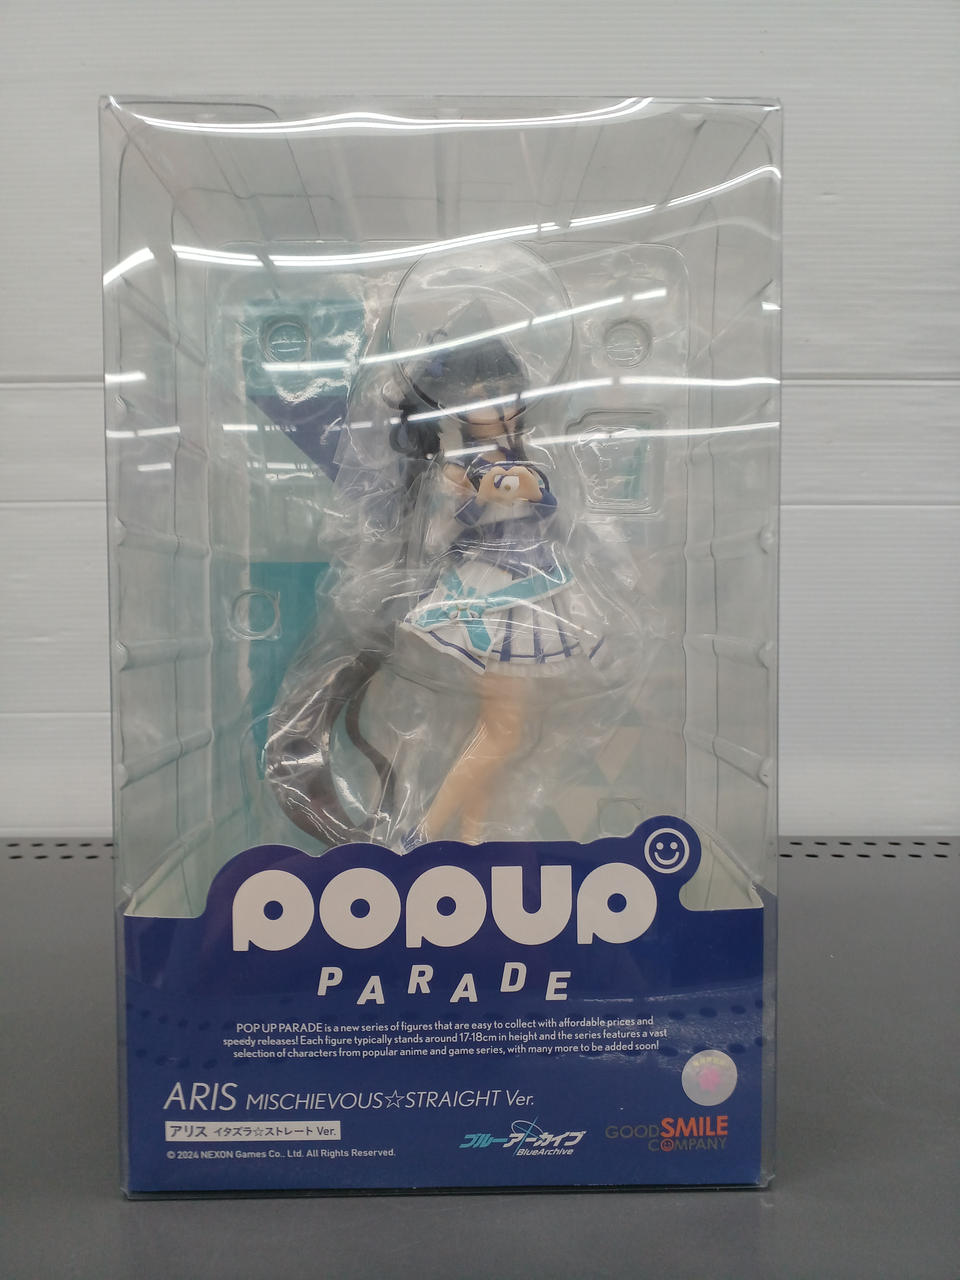 POPUP
PARADE
POP UP PARADE is a new series of figures that are easy to collect with affordable prices and
speedy releases! Each figure typically stands around 17-18cm in height and the series features a vast
selection of characters from popular anime and game series, with many more to be added soon!
ARIS MISCHIEVOUS☆STRAIGHT Ver.
アリス イタズラ☆ストレート Ver.
© 2024 NEXON Games Co., Ltd. All Rights Reserved.
ブルーアーカイブ
BlueArchive
GOODSMILE
COMPANY